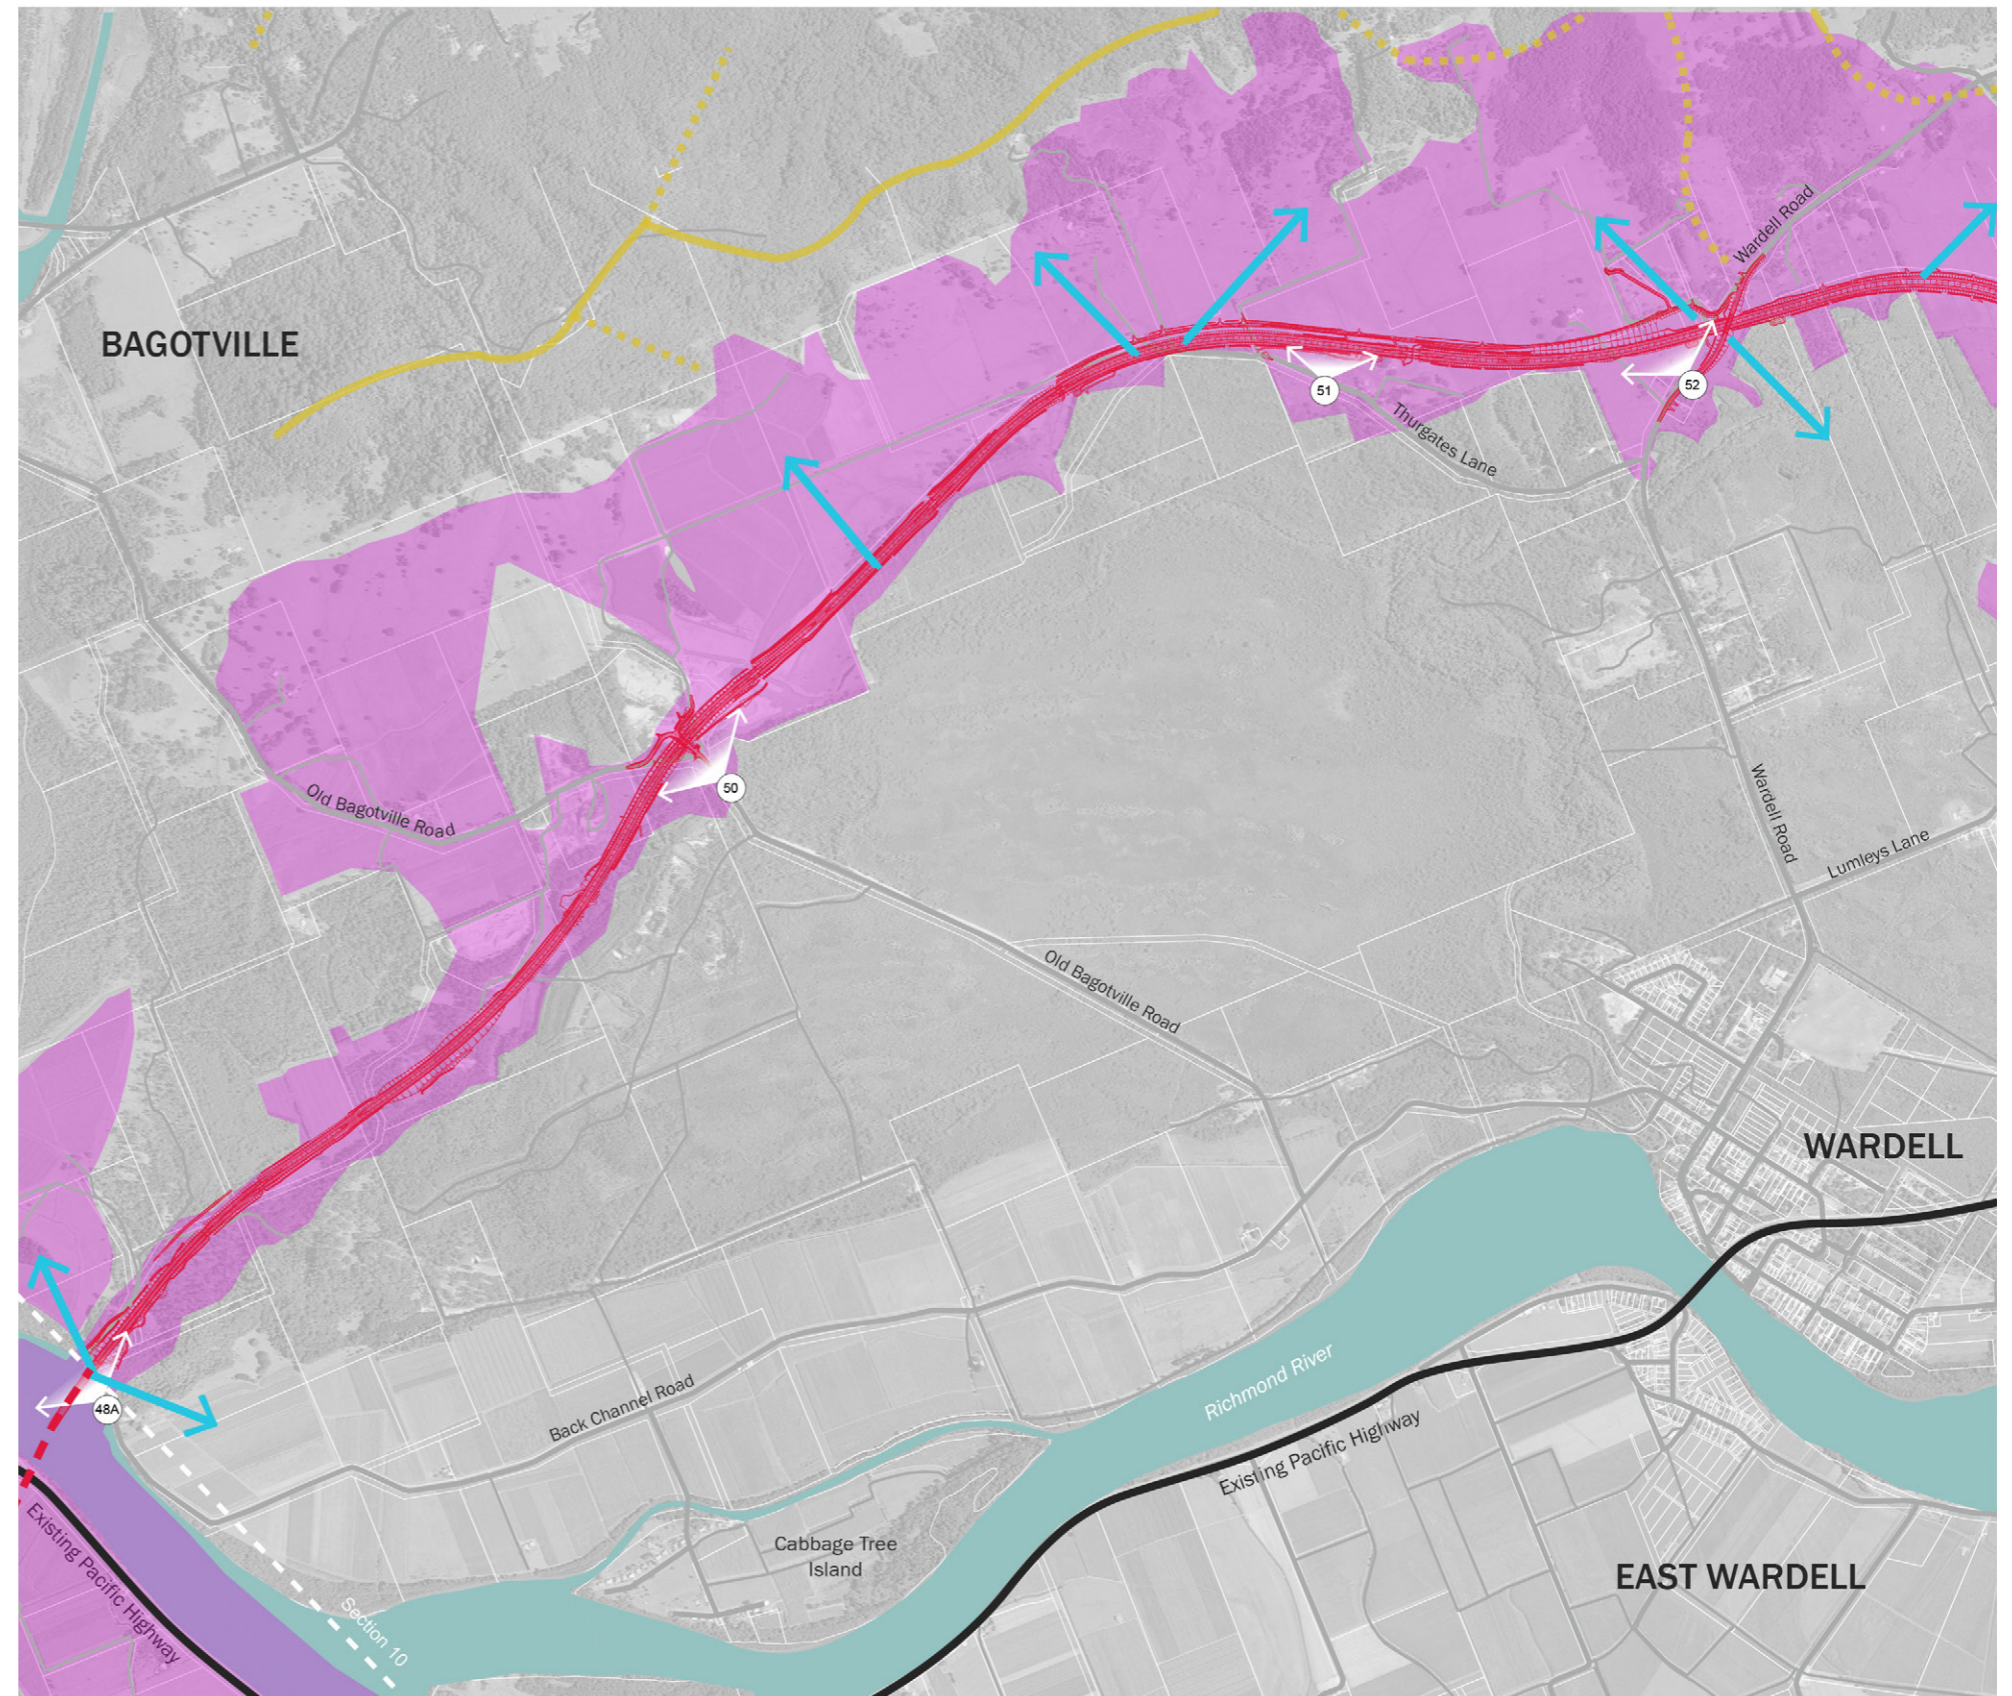 BAGOTVILLE
Wardell Road
51
52
Thurgates Lane
Old Bagotville Road
50
Wardell Road
Lumleys Lane
Old Bagotville Road
WARDELL
Richmond River
Back Channel Road
48A
Existing Pacific Highway
Existing Pacific Highway
Cabbage Tree
Island
EAST WARDELL
Section 10